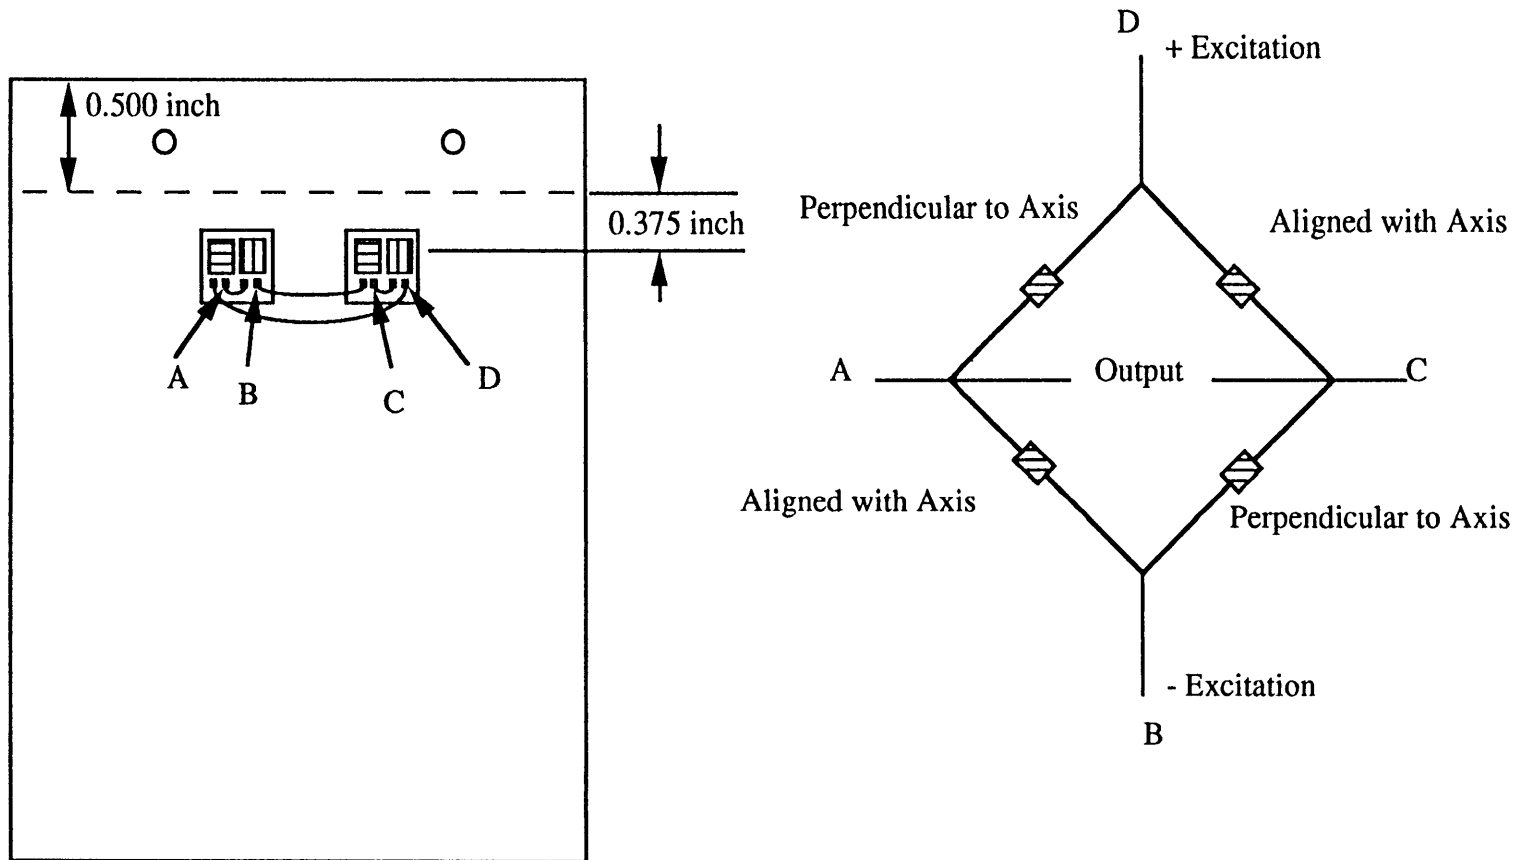 D
+ Excitation
0.500 inch
Perpendicular to Axis
Aligned with Axis
0.375 inch
A
B
C
D
A
Output
C
Aligned with Axis
Perpendicular to Axis
- Excitation
B